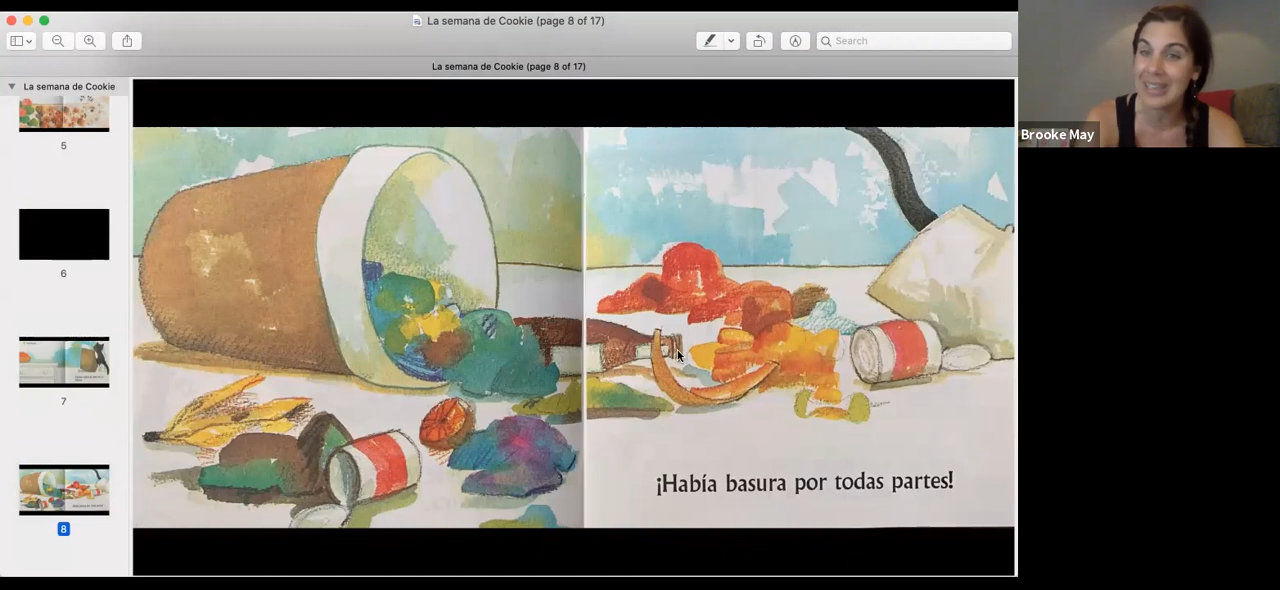 La semana de Cookie (page 8 of 17)
Search
La semana de Cookie (page 8 of 17)
La semana de Cookie
5
6
7
8
¡Había basura por todas partes!
Brooke May